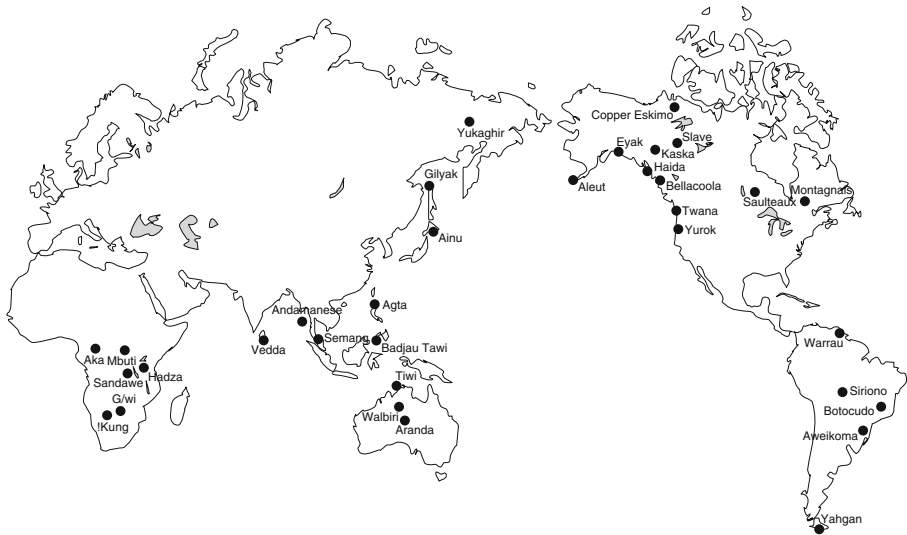 Copper Eskimo
Yukaghir
Slave
Eyak
Kaska
Haida
Gilyak
Aleut
Bellacoola
Montagnais
Saulteaux
Twana
Yurok
Ainu
Agta
Andamanese
Semang
Vedda
Badjau Tawi
Warrau
Aka
Mbuti
Hadza
Sandawe
Tiwi
G/wi
Siriono
Botocudo
Walbiri
!Kung
Aranda
Aweikoma
Yahgan